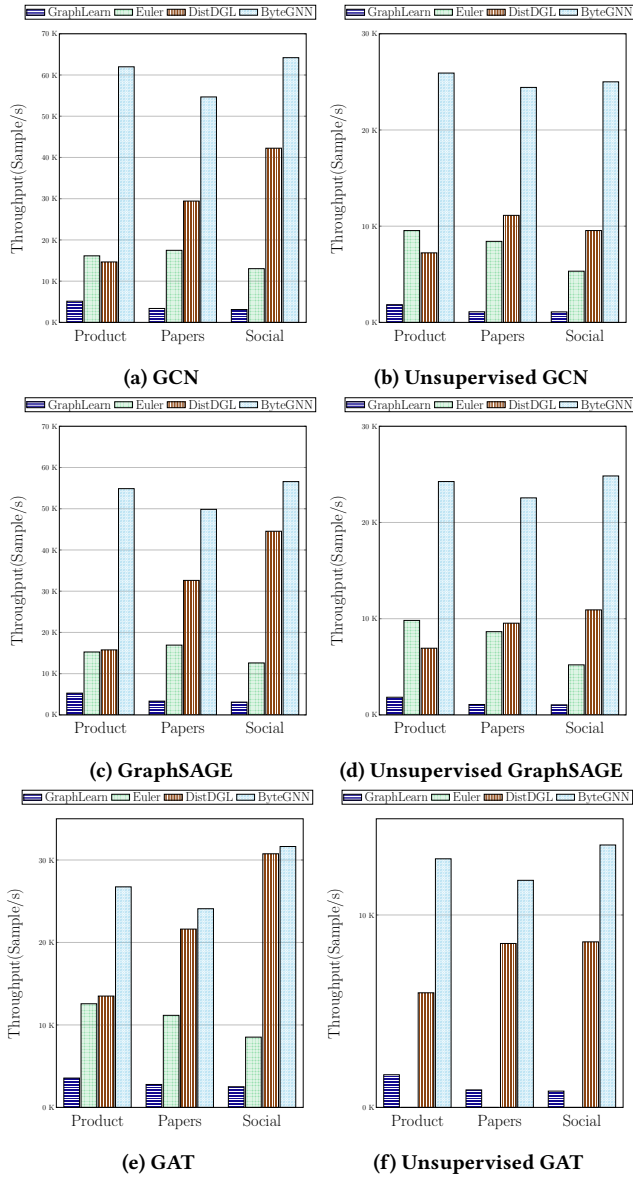 GraphLearn Euler DistDGL ByteGNN
70 K
60 K
50 K
40 K
30 K
20 K
10 K
0 K
Throughput(Sample/s)
Product Papers Social
(a) GCN
GraphLearn Euler DistDGL ByteGNN
30 K
20 K
10 K
0 K
Throughput(Sample/s)
Product Papers Social
(b) Unsupervised GCN
GraphLearn Euler DistDGL ByteGNN
70 K
60 K
50 K
40 K
30 K
20 K
10 K
0 K
Throughput(Sample/s)
Product Papers Social
(c) GraphSAGE
GraphLearn Euler DistDGL ByteGNN
30 K
20 K
10 K
0 K
Throughput(Sample/s)
Product Papers Social
(d) Unsupervised GraphSAGE
GraphLearn Euler DistDGL ByteGNN
30 K
20 K
10 K
0 K
Throughput(Sample/s)
Product Papers Social
(e) GAT
GraphLearn Euler DistDGL ByteGNN
10 K
0 K
Throughput(Sample/s)
Product Papers Social
(f) Unsupervised GAT